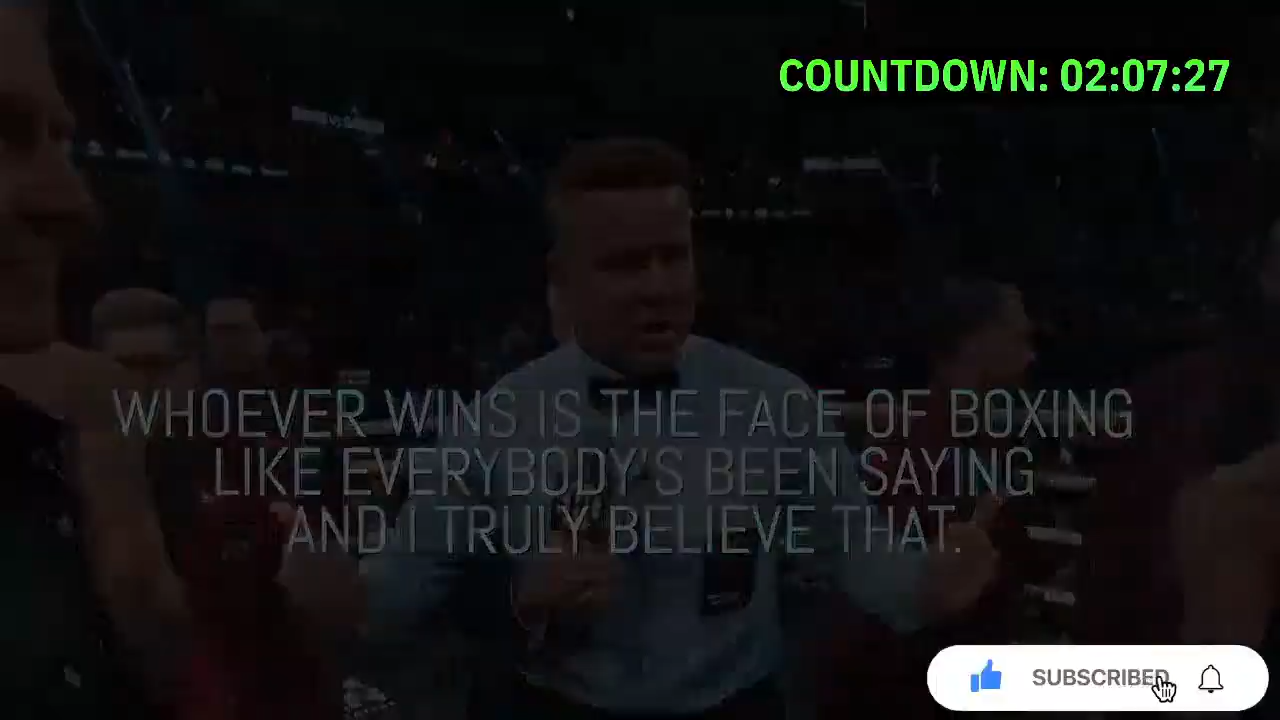 COUNTDOWN: 02:07:27
WHOEVER WINS IS THE FACE OF BOXING
LIKE EVERYBODY'S BEEN SAYING
AND I TRULY BELIEVE THAT.
SUBSCRIBED